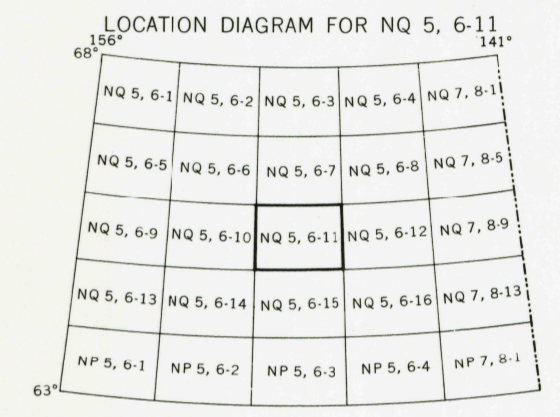 LOCATION DIAGRAM FOR NQ 5, 6-11
156° 141°
68°
NQ 5, 6-1 NQ 5, 6-2 NQ 5, 6-3 NQ 5, 6-4 NQ 7, 8-1
NQ 5, 6-5 NQ 5, 6-6 NQ 5, 6-7 NQ 5, 6-8 NQ 7, 8-5
NQ 5, 6-9 NQ 5, 6-10 NQ 5, 6-11 NQ 5, 6-12 NQ 7, 8-9
NQ 5, 6-13 NQ 5, 6-14 NQ 5, 6-15 NQ 5, 6-16 NQ 7, 8-13
NP 5, 6-1 NP 5, 6-2 NP 5, 6-3 NP 5, 6-4 NP 7, 8-1
63°